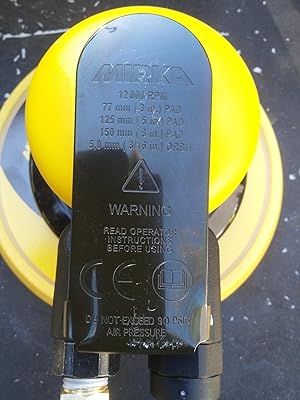 MIRKA
12 000 RPM
77 mm ( 3 in.) PAD
125 mm ( 5 in.) PAD
150 mm ( 6 in.) PAD
5,0 mm ( 3/16 in.) ORBIT
WARNING
READ OPERATOR
INSTRUCTIONS
BEFORE USING
CE
DO NOT EXCEED 90 PSIG
AIR PRESSURE